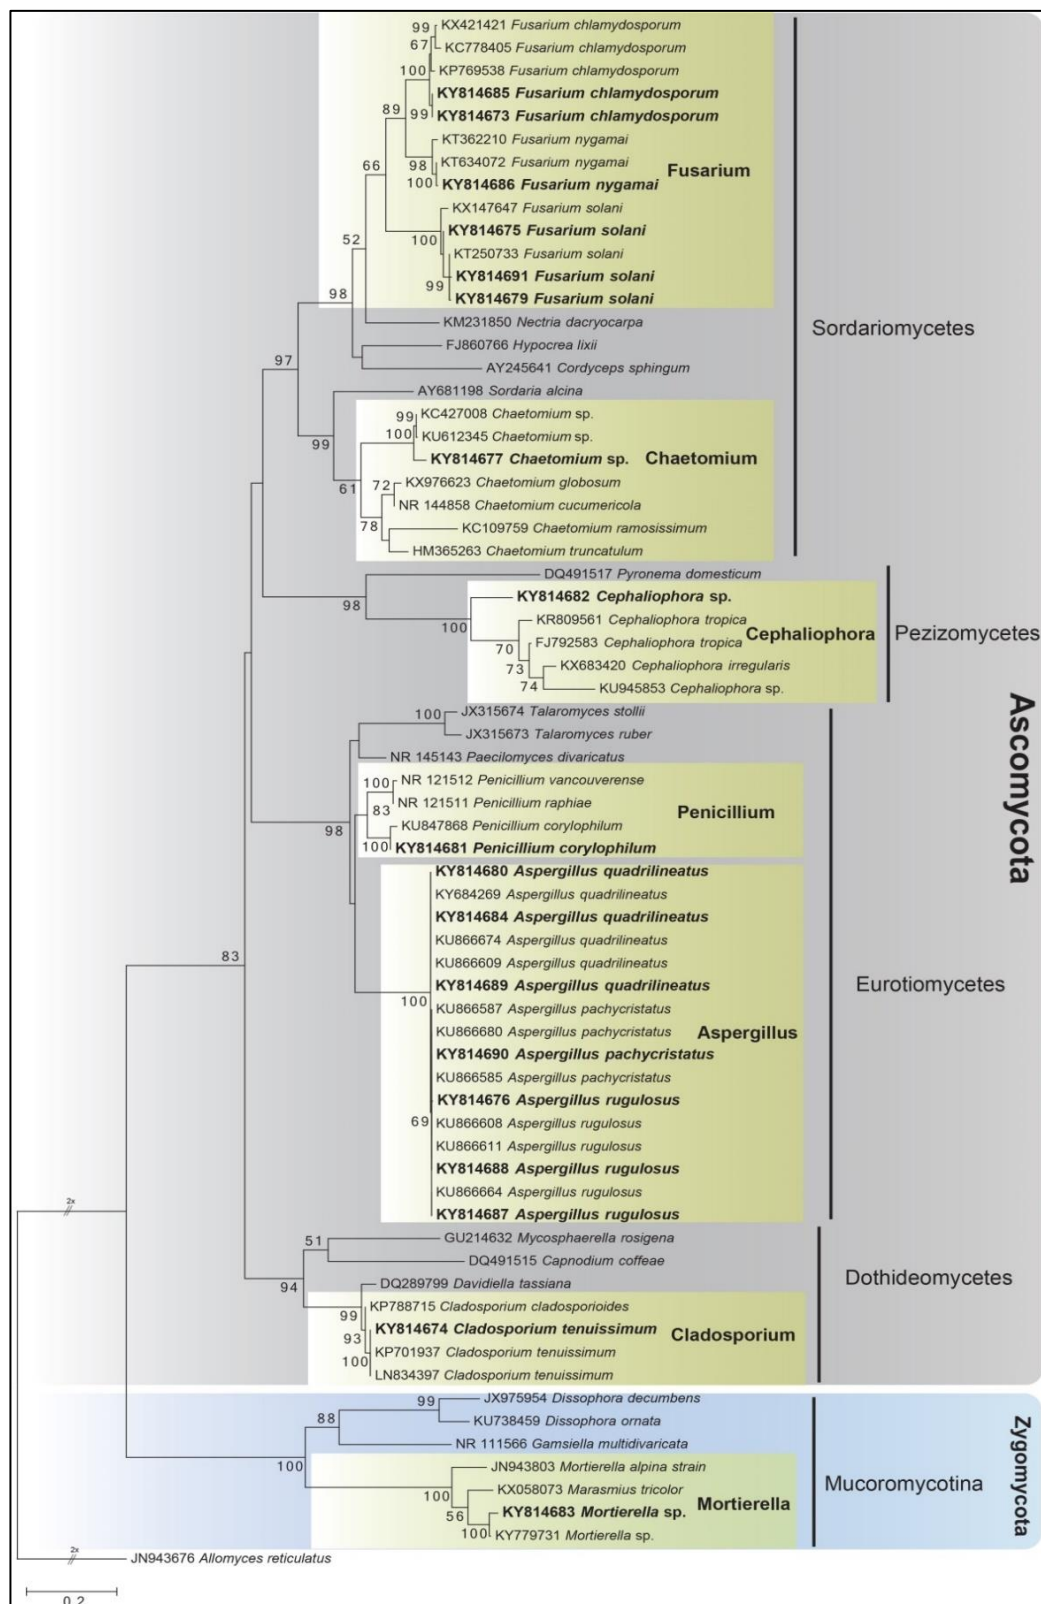 99
KX421421 Fusarium chlamydosporum
67
KC778405 Fusarium chlamydosporum
100
KP769538 Fusarium chlamydosporum
KY814685 Fusarium chlamydosporum
89
99
KY814673 Fusarium chlamydosporum
KT362210 Fusarium nygamai
66
98
KT634072 Fusarium nygamai
Fusarium
100
KY814686 Fusarium nygamai
KX147647 Fusarium solani
KY814675 Fusarium solani
52
100
KT250733 Fusarium solani
KY814691 Fusarium solani
99
98
KY814679 Fusarium solani
KM231850 Nectria dacryocarpa
Sordariomycetes
FJ860766 Hypocrea lixii
97
AY245641 Cordyceps sphingum
AY681198 Sordaria alcina
99
KC427008 Chaetomium sp.
99
100
KU612345 Chaetomium sp.
KY814677 Chaetomium sp.
Chaetomium
61
72
KX976623 Chaetomium globosum
NR 144858 Chaetomium cucumericola
78
KC109759 Chaetomium ramosissimum
HM365263 Chaetomium truncatulum
DQ491517 Pyronema domesticum
98
KY814682 Cephaliophora sp.
100
KR809561 Cephaliophora tropica
70
FJ792583 Cephaliophora tropica
Cephaliophora
Pezizomycetes
73
KX683420 Cephaliophora irregularis
74
KU945853 Cephaliophora sp.
100
JX315674 Talaromyces stollii
JX315673 Talaromyces ruber
NR 145143 Paecilomyces divaricatus
Ascomycota
100
NR 121512 Penicillium vancouverense
83
NR 121511 Penicillium raphiae
Penicillium
98
KU847868 Penicillium corylophilum
100
KY814681 Penicillium corylophilum
KY814680 Aspergillus quadrilineatus
KY684269 Aspergillus quadrilineatus
KY814684 Aspergillus quadrilineatus
KU866674 Aspergillus quadrilineatus
83
KU866609 Aspergillus quadrilineatus
KY814689 Aspergillus quadrilineatus
Eurotiomycetes
100
KU866587 Aspergillus pachycristatus
KU866680 Aspergillus pachycristatus
Aspergillus
KY814690 Aspergillus pachycristatus
KU866585 Aspergillus pachycristatus
KY814676 Aspergillus rugulosus
69
KU866608 Aspergillus rugulosus
KU866611 Aspergillus rugulosus
KY814688 Aspergillus rugulosus
KU866664 Aspergillus rugulosus
2x
KY814687 Aspergillus rugulosus
51
GU214632 Mycosphaerella rosigena
DQ491515 Capnodium coffeae
94
DQ289799 Davidiella tassiana
Dothideomycetes
99
KP788715 Cladosporium cladosporioides
93
KY814674 Cladosporium tenuissimum
Cladosporium
100
KP701937 Cladosporium tenuissimum
LN834397 Cladosporium tenuissimum
99
JX975954 Dissophora decumbens
88
KU738459 Dissophora ornata
NR 111566 Gamsiella multidivaricata
100
JN943803 Mortierella alpina strain
Mucoromycotina
Zygomycota
100
KX058073 Marasmius tricolor
Mortierella
56
KY814683 Mortierella sp.
100
KY779731 Mortierella sp.
2x
JN943676 Allomyces reticulatus
0.2